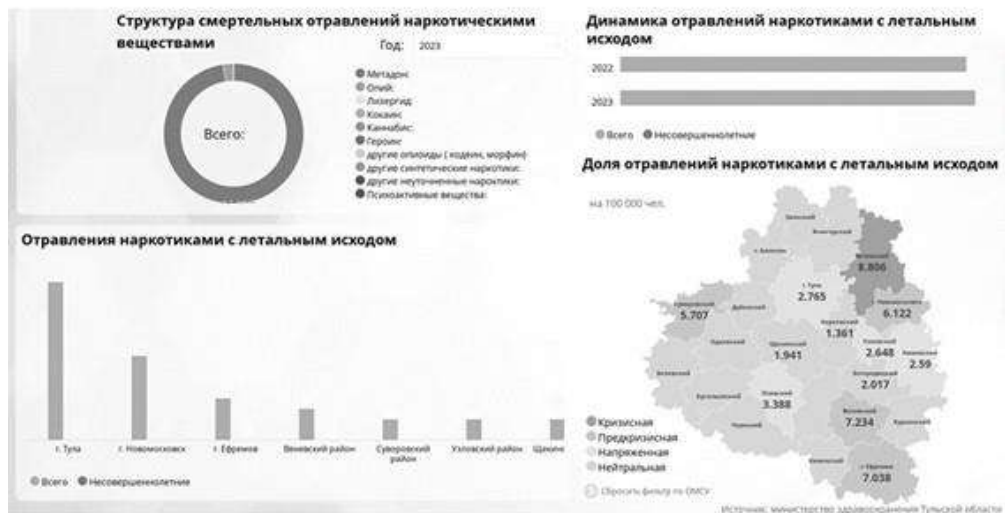 Структура смертельных отравлений наркотическими
веществами
Год: 2023
Всего:
Метадон:
Опий:
Лизергид:
Кокаин:
Каннабис:
Героин:
другие опиоиды ( кодеин, морфин)
другие синтетические наркотики:
другие неуточненные наркотики:
Психоактивные вещества:
Динамика отравлений наркотиками с летальным
исходом
2022
2023
Всего Несовершеннолетние
Отравления наркотиками с летальным исходом
г. Тула г. Новомосковск г. Ефремов Веневский район Суворовский
район Узловский район Щекинс
Всего Несовершеннолетние
Доля отравлений наркотиками с летальным исходом
на 100 000 чел.
8.806
г. Тула
2.765
6.122
5.707
1.361
1.941
2.648
2.59
2.017
3.388
7.234
г. Ефремов
7.038
Кризисная
Предкризисная
Напряженная
Нейтральная
Сбросить фильтр по ОМСУ
Источник: министерство здравоохранения Тульской области